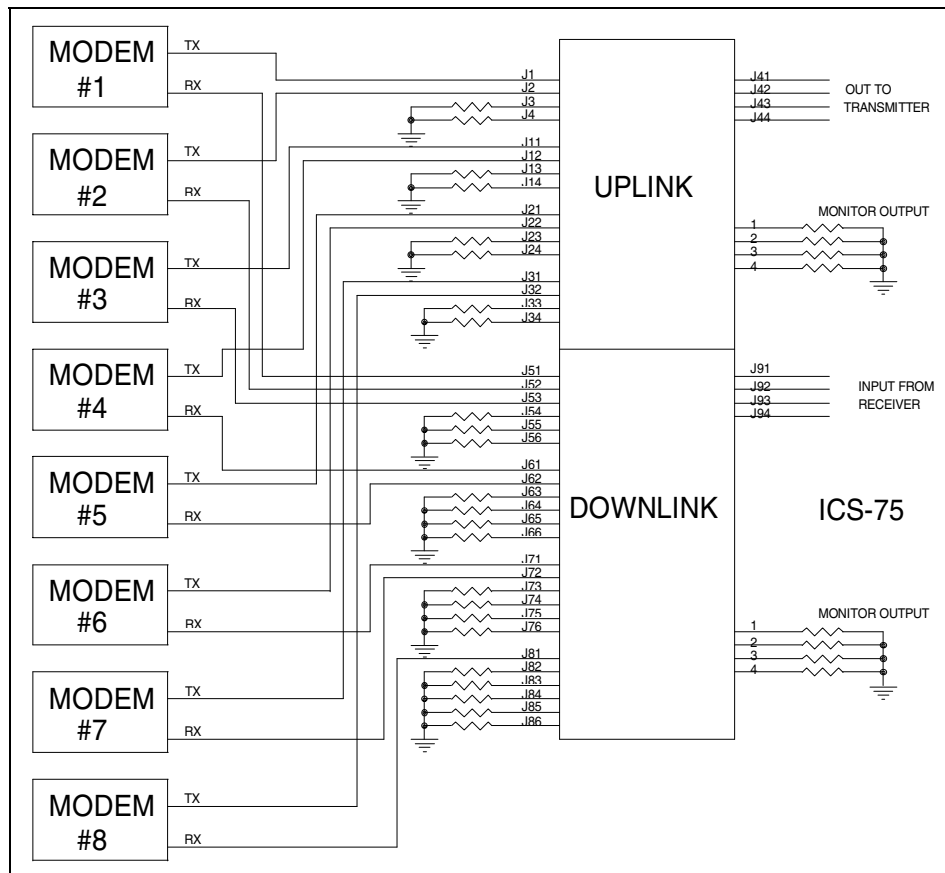 MODEM
#1
TX
RX
MODEM
#2
TX
RX
MODEM
#3
TX
RX
MODEM
#4
TX
RX
MODEM
#5
TX
RX
MODEM
#6
TX
RX
MODEM
#7
TX
RX
MODEM
#8
TX
RX
J1
J2
J3
J4
J11
J12
J13
J14
J21
J22
J23
J24
J31
J32
J33
J34
J51
J52
J53
J54
J55
J56
J61
J62
J63
J64
J65
J66
J71
J72
J73
J74
J75
J76
J81
J82
J83
J84
J85
J86
UPLINK
DOWNLINK
J41
J42
J43
J44
OUT TO
TRANSMITTER
MONITOR OUTPUT
1
2
3
4
J91
J92
J93
J94
INPUT FROM
RECEIVER
ICS-75
MONITOR OUTPUT
1
2
3
4